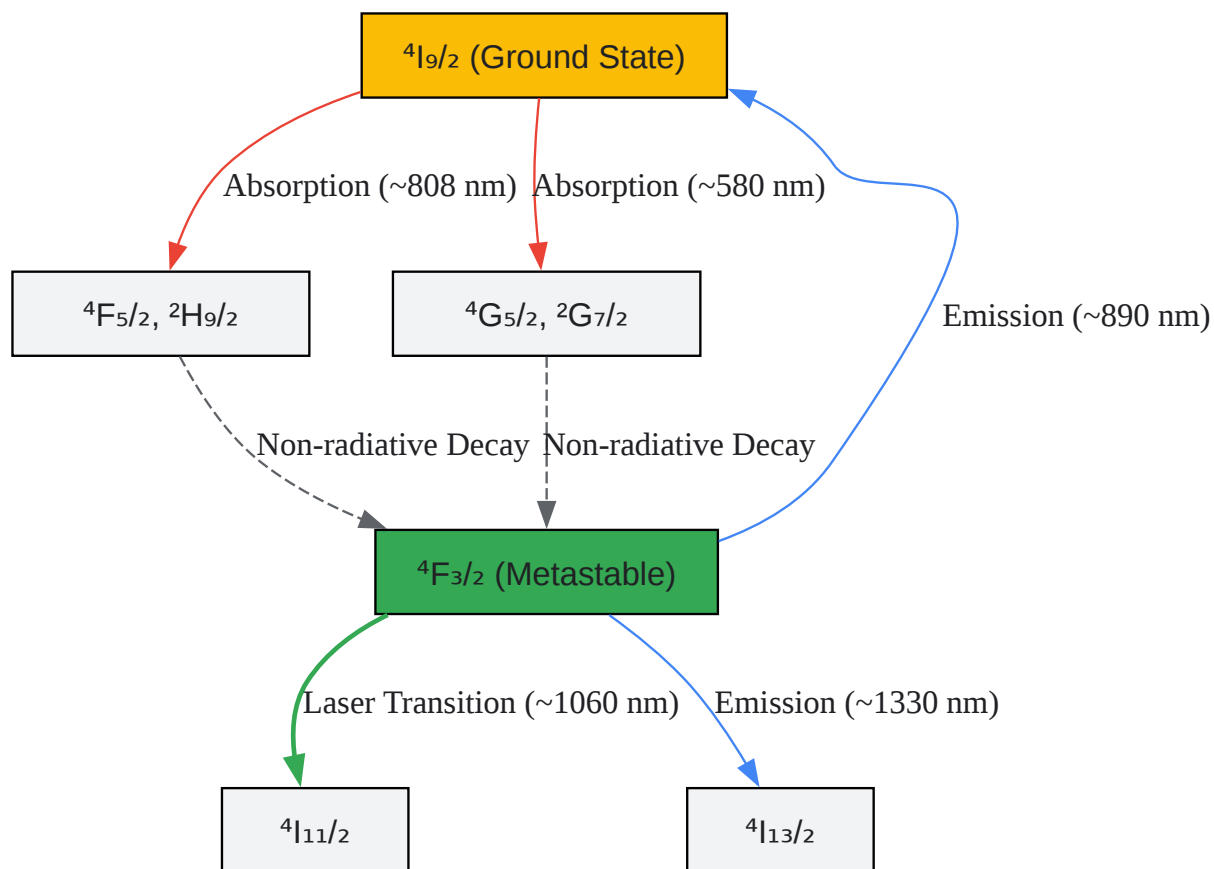 ⁴I₉/₂ (Ground State)
Absorption (~808 nm)
Absorption (~580 nm)
⁴F₅/₂, ²H₉/₂
⁴G₅/₂, ²G₇/₂
Emission (~890 nm)
Non-radiative Decay
Non-radiative Decay
⁴F₃/₂ (Metastable)
Laser Transition (~1060 nm)
Emission (~1330 nm)
⁴I₁₁/₂
⁴I₁₃/₂